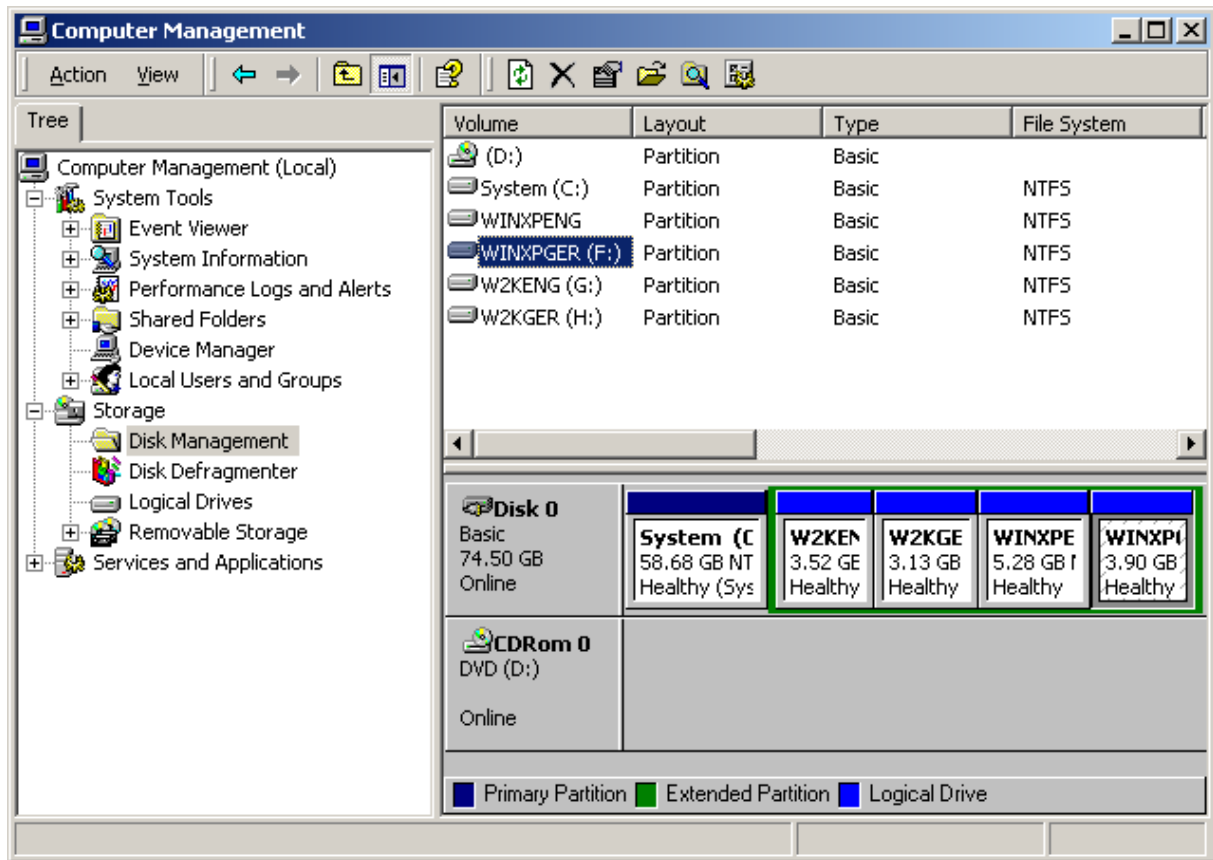 Computer Management
Action View
Tree
Computer Management (Local)
System Tools
Event Viewer
System Information
Performance Logs and Alerts
Shared Folders
Device Manager
Local Users and Groups
Storage
Disk Management
Disk Defragmenter
Logical Drives
Removable Storage
Services and Applications
Volume Layout Type File System
(D:) Partition Basic
System (C:) Partition Basic NTFS
WINXPENG Partition Basic NTFS
WINXPGER (F:) Partition Basic NTFS
W2KENG (G:) Partition Basic NTFS
W2KGER (H:) Partition Basic NTFS
Disk 0
Basic
74.50 GB
Online
System (C
58.68 GB NT
Healthy (Sys
W2KEN
3.52 GE
Healthy
W2KGE
3.13 GB
Healthy
WINXPE
5.28 GB
Healthy
WINXP
3.90 GB
Healthy
CDRom 0
DVD (D:)
Online
Primary Partition Extended Partition Logical Drive